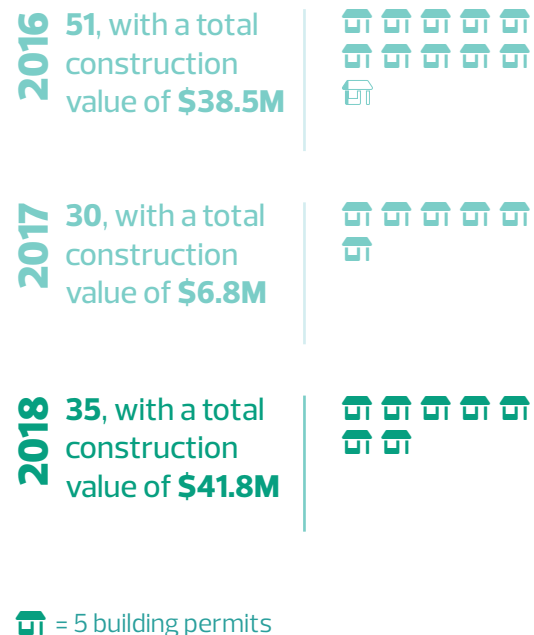 2016
51, with a total
construction
value of $38.5M
2017
30, with a total
construction
value of $6.8M
2018
35, with a total
construction
value of $41.8M
= 5 building permits